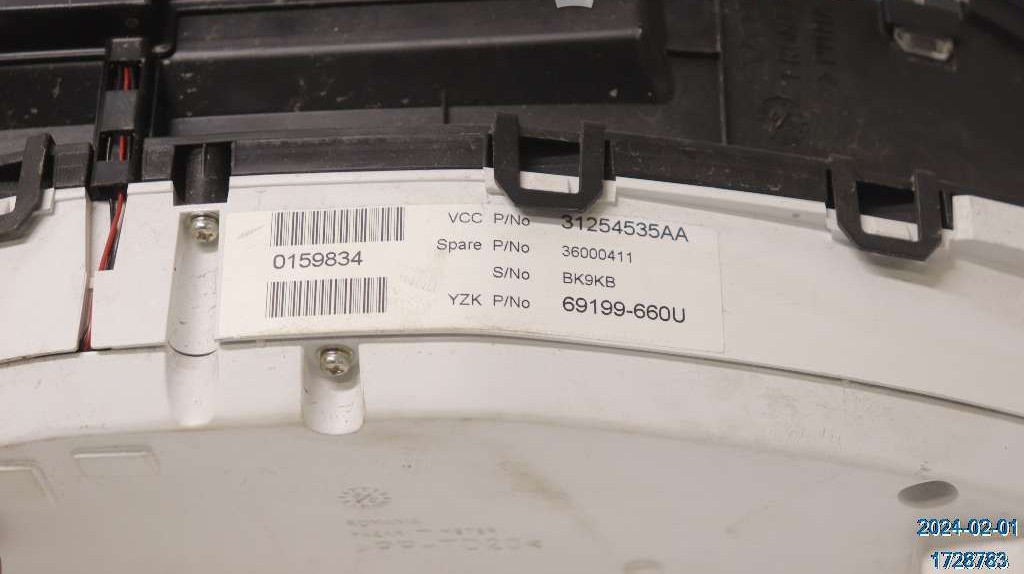 VCC P/No 31254535AA
Spare P/No 36000411
0159834
S/No BK9KB
YZK P/No 69199-660U
2024-02-01
1728783